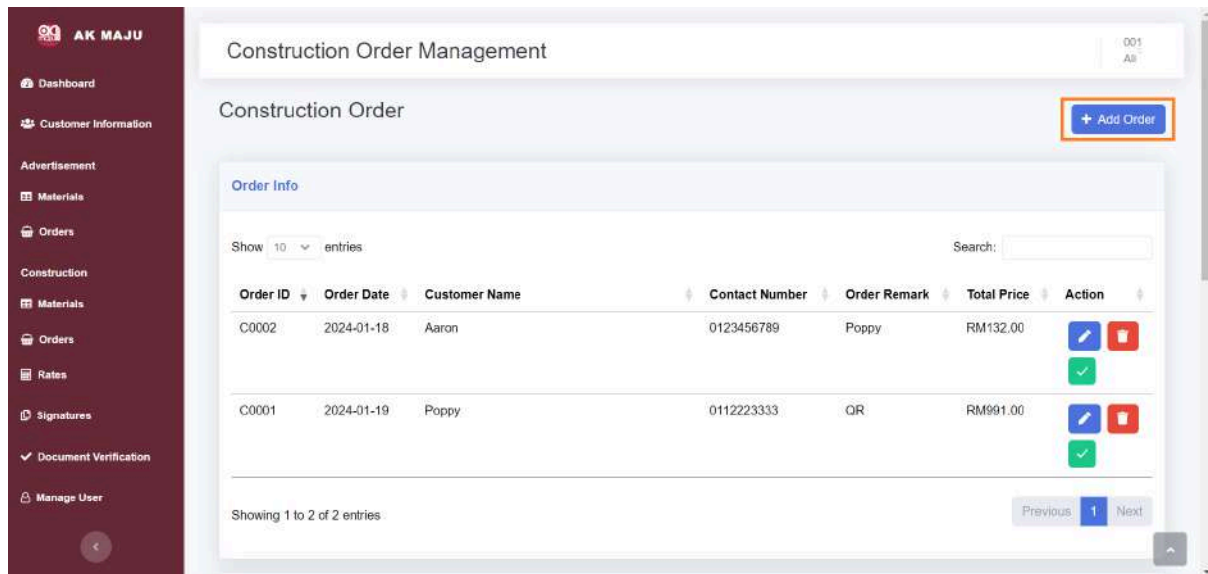 AK MAJU
Dashboard
Customer Information
Advertisement
Materials
Orders
Construction
Materials
Orders
Rates
Signatures
Document Verification
Manage User
Construction Order Management
001
Ali
Construction Order
+ Add Order
Order Info
Show 10 entries
Search:
Order ID Order Date Customer Name Contact Number Order Remark Total Price Action
C0002 2024-01-18 Aaron 0123456789 Poppy RM132.00
C0001 2024-01-19 Poppy 0112223333 QR RM991.00
Showing 1 to 2 of 2 entries
Previous 1 Next